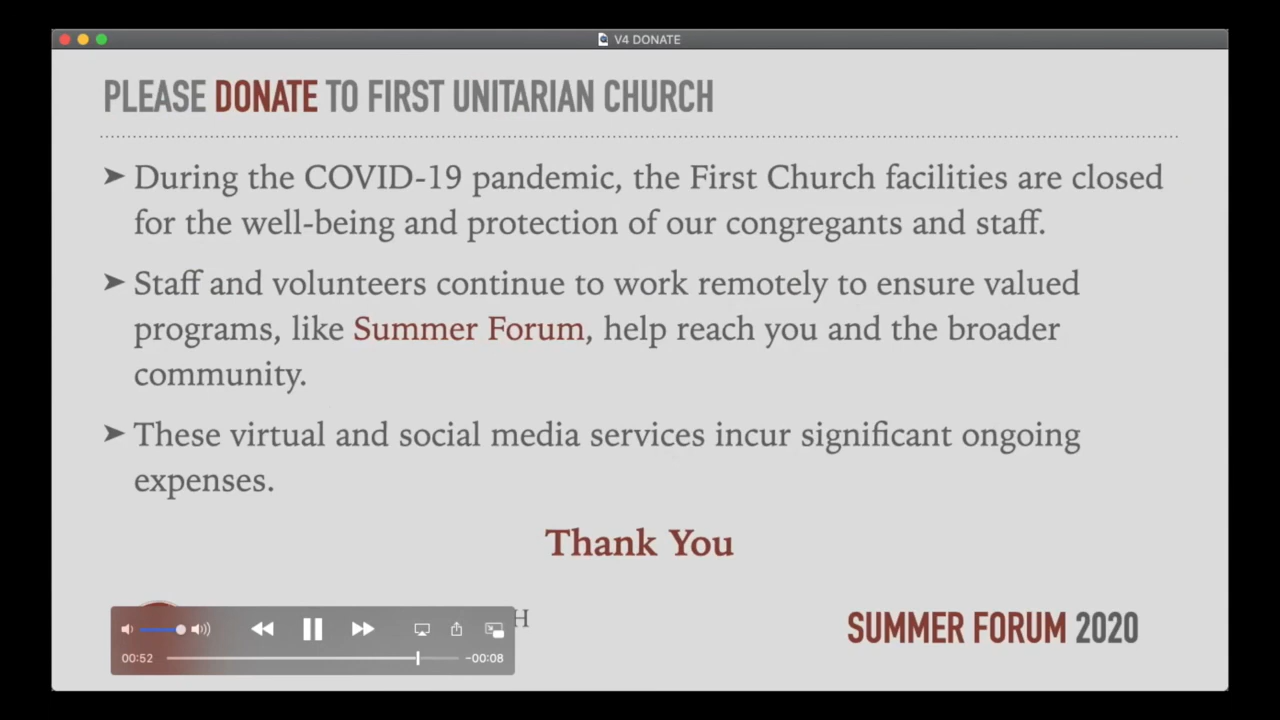 V4 DONATE
PLEASE DONATE TO FIRST UNITARIAN CHURCH
➤ During the COVID-19 pandemic, the First Church facilities are closed
for the well-being and protection of our congregants and staff.
➤ Staff and volunteers continue to work remotely to ensure valued
programs, like Summer Forum, help reach you and the broader
community.
➤ These virtual and social media services incur significant ongoing
expenses.
Thank You
H
SUMMER FORUM 2020
00:52
-00:08